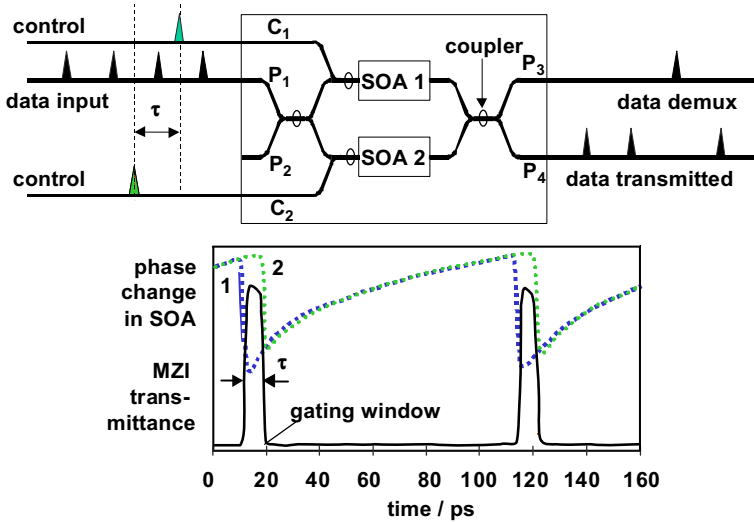 control
C1
coupler
P1
SOA 1
P3
data input
data demux
τ
P2
SOA 2
P4
control
C2
data transmitted
phase
change
in SOA
1
2
MZI
trans-
mittance
τ
gating window
0 20 40 60 80 100 120 140 160
time / ps